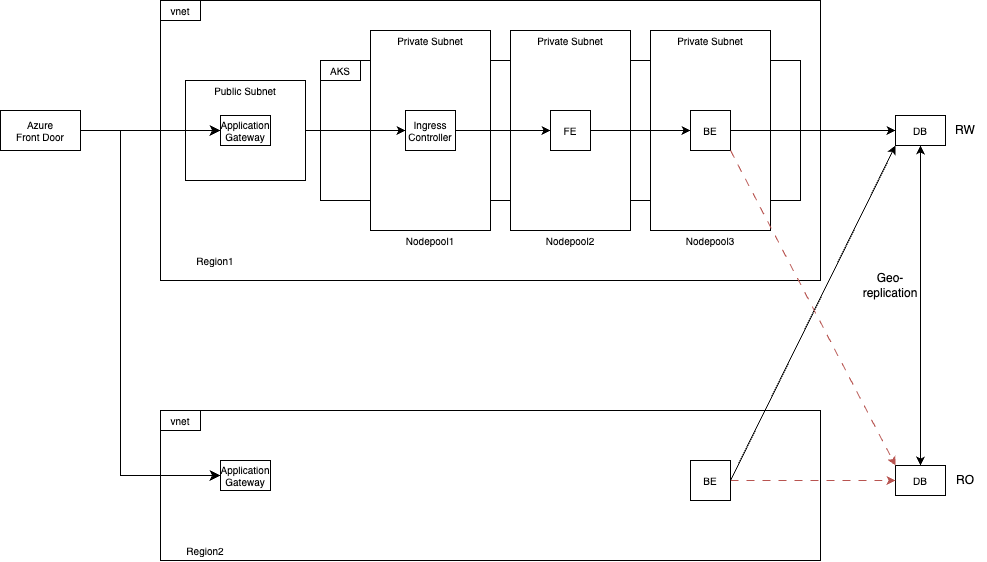 vnet
Private Subnet
Private Subnet
Private Subnet
AKS
Public Subnet
Azure
Front Door
Application
Gateway
Ingress
Controller
FE
BE
DB
RW
Nodepool1
Nodepool2
Nodepool3
Region1
Geo-
replication
vnet
Application
Gateway
BE
DB
RO
Region2